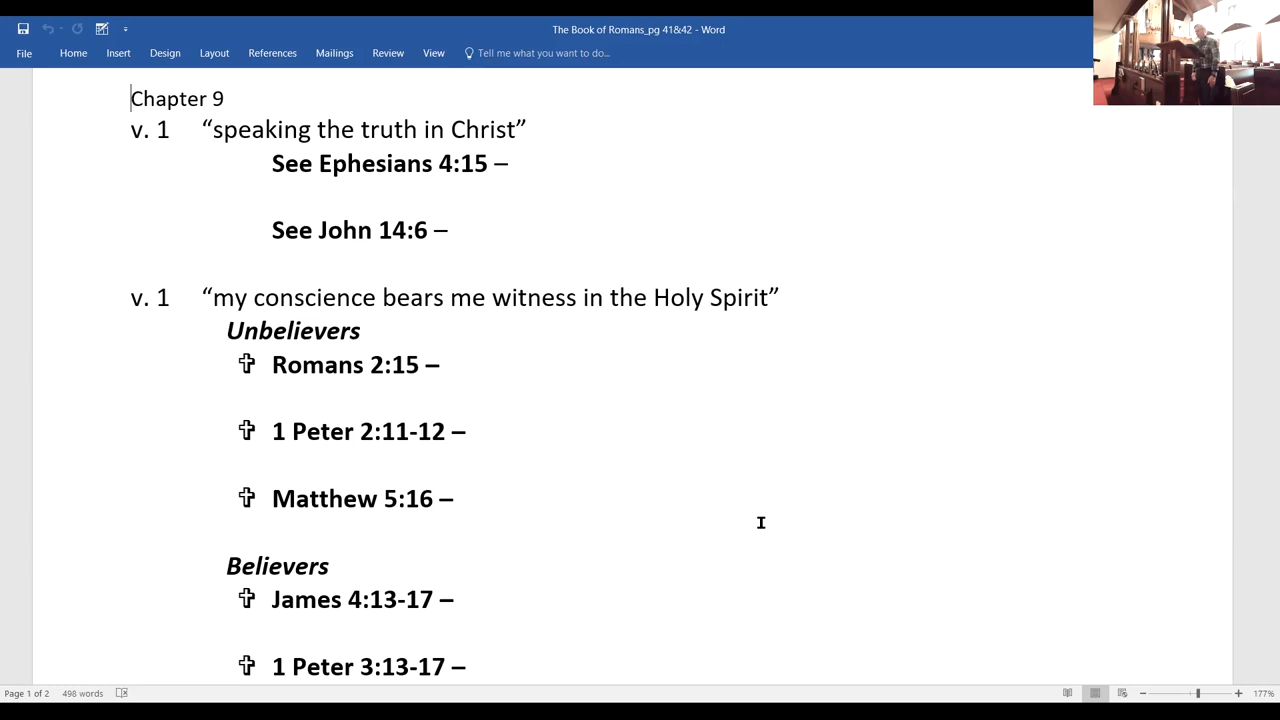 The Book of Romans_pg 41&42 - Word
File Home Insert Design Layout References Mailings Review View Tell me what you want to do...
Chapter 9
v. 1 “speaking the truth in Christ”
See Ephesians 4:15 –
See John 14:6 –
v. 1 “my conscience bears me witness in the Holy Spirit”
Unbelievers
✞ Romans 2:15 –
✞ 1 Peter 2:11-12 –
✞ Matthew 5:16 –
Believers
✞ James 4:13-17 –
✞ 1 Peter 3:13-17 –
Page 1 of 2 498 words 177%